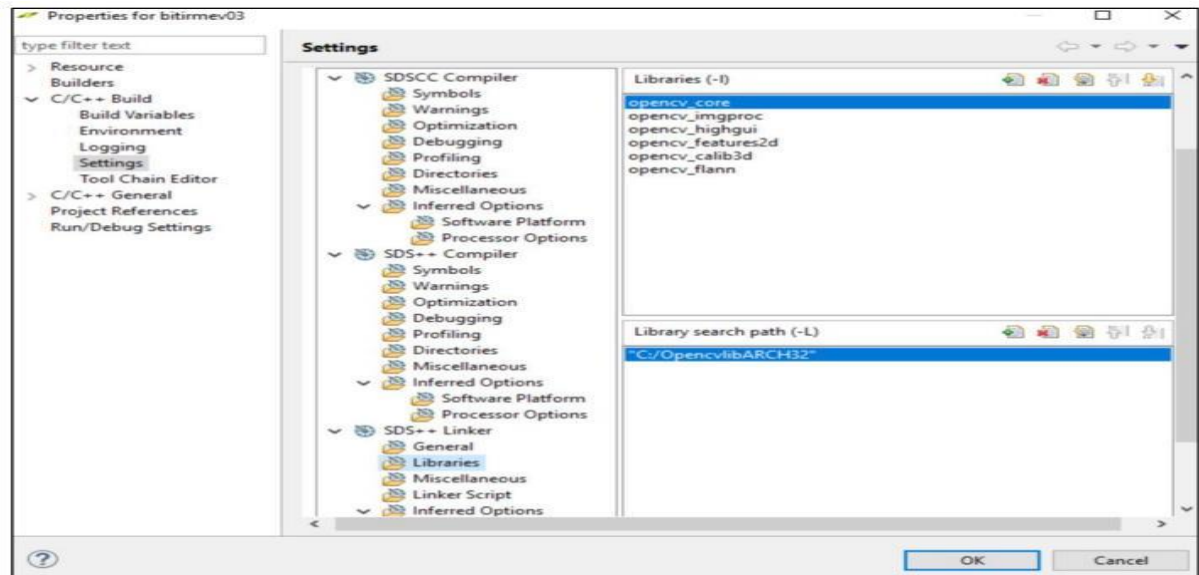 Properties for bitirmev03
type filter text
Resource
Builders
C/C++ Build
Build Variables
Environment
Logging
Settings
Tool Chain Editor
C/C++ General
Project References
Run/Debug Settings
Settings
SDSCC Compiler
Symbols
Warnings
Optimization
Debugging
Profiling
Directories
Miscellaneous
Inferred Options
Software Platform
Processor Options
SDS++ Compiler
Symbols
Warnings
Optimization
Debugging
Profiling
Directories
Miscellaneous
Inferred Options
Software Platform
Processor Options
SDS++ Linker
General
Libraries
Miscellaneous
Linker Script
Inferred Options
Libraries (-l)
opencv_core
opencv_imgproc
opencv_highgui
opencv_features2d
opencv_calib3d
opencv_flann
Library search path (-L)
"C:/OpencvlibARCH32"
OK
Cancel